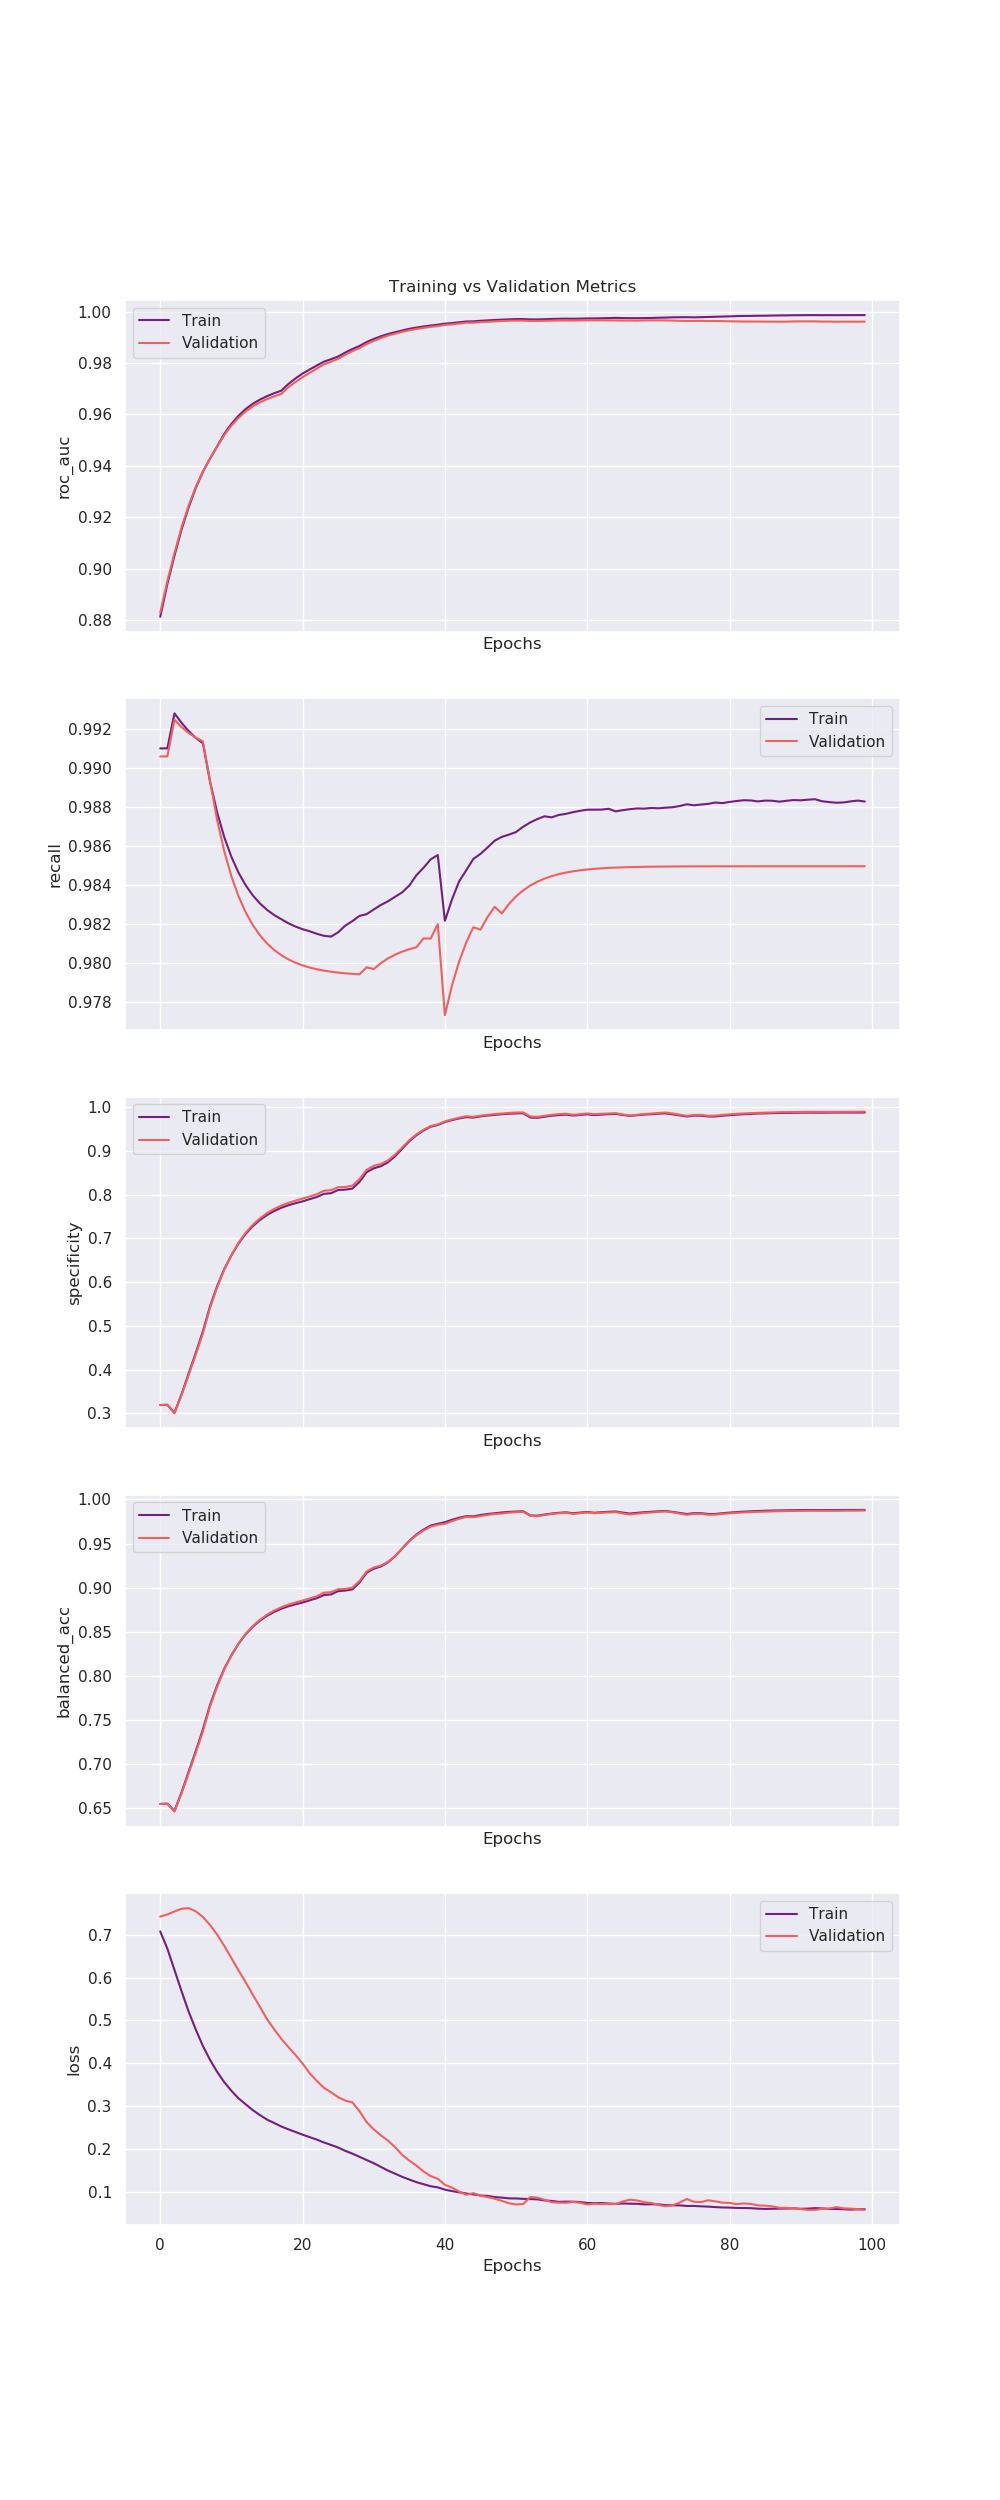 Training vs Validation Metrics
1.00
0.98
0.96
0.94
0.92
0.90
0.88
roc_auc
Train
Validation
Epochs
0.992
0.990
0.988
0.986
0.984
0.982
0.980
0.978
recall
Train
Validation
Epochs
1.0
0.9
0.8
0.7
0.6
0.5
0.4
0.3
specificity
Train
Validation
Epochs
1.00
0.95
0.90
0.85
0.80
0.75
0.70
0.65
balanced_acc
Train
Validation
Epochs
0.7
0.6
0.5
0.4
0.3
0.2
0.1
loss
Train
Validation
0 20 40 60 80 100
Epochs